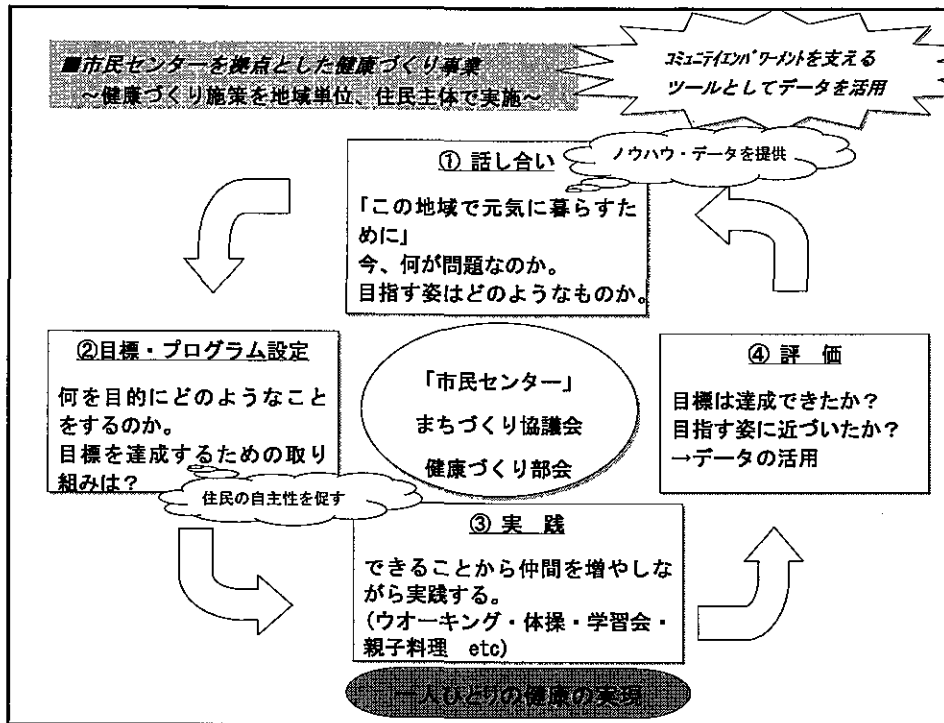 ■市民センターを拠点とした健康づくり事業
～健康づくり施策を地域単位、住民主体で実施～
コミュニティエンパワーメントを支える
ツールとしてデータを活用
ノウハウ・データを提供
① 話し合い
「この地域で元気に暮らすた
めに」
今、何が問題なのか。
目指す姿はどのようなものか。
②目標・プログラム設定
何を目的にどのようなこと
をするのか。
目標を達成するための取り
組みは？
住民の自主性を促す
「市民センター」
まちづくり協議会
健康づくり部会
③ 実　践
できることから仲間を増やしな
がら実践する。
(ウオーキング・体操・学習会・
親子料理　etc)
④ 評　価
目標は達成できたか？
目指す姿に近づいたか？
→データの活用
一人ひとりの健康の実現